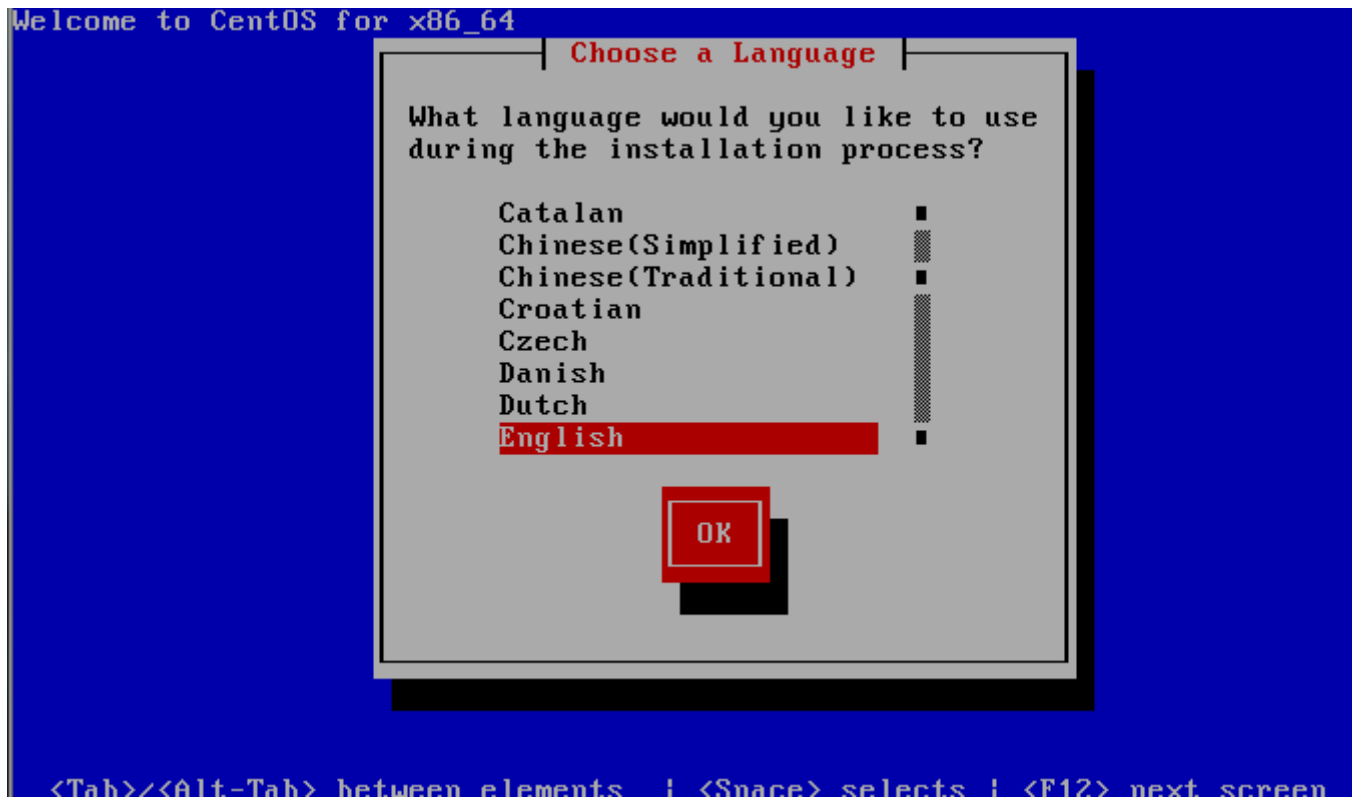 Welcome to CentOS for x86_64
Choose a Language
What language would you like to use
during the installation process?
Catalan
Chinese(Simplified)
Chinese(Traditional)
Croatian
Czech
Danish
Dutch
English
OK
<Tab>/<Alt-Tab> between elements | <Space> selects | <F12> next screen